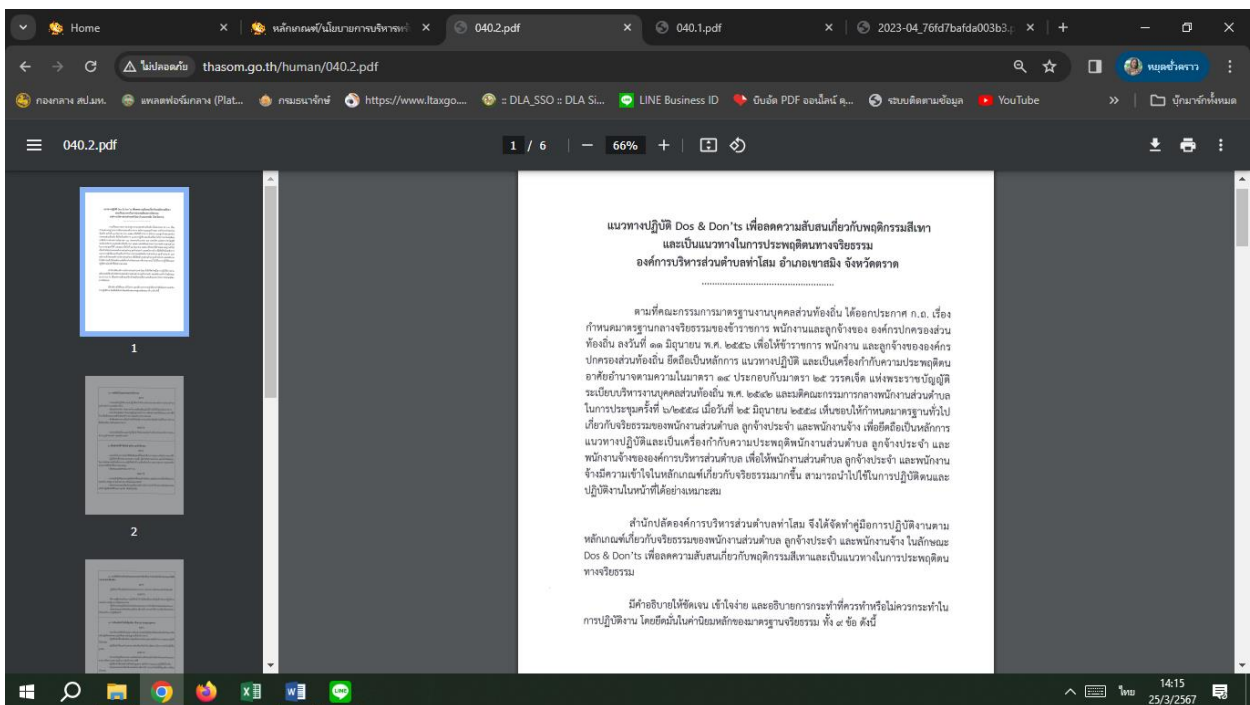 Home
หลักเกณฑ์/นโยบายการบริหารทรั
040.2.pdf
040.1.pdf
2023-04_76fd7bafda003b3.p
ไม่ปลอดภัย thasom.go.th/human/040.2.pdf
หยุดชั่วคราว
กองกลาง สป.มท.
แพลตฟอร์มกลาง (Plat...
กรมธนารักษ์
https://www.ltaxgo....
:: DLA_SSO :: DLA Si...
LINE Business ID
บีบอัด PDF ออนไลน์ ดู...
ระบบติดตามข้อมูล
YouTube
»
บุ๊กมาร์กทั้งหมด
040.2.pdf
1 / 6
66%
1
2
แนวทางปฏิบัติ Dos & Don'ts เพื่อลดความสับสนเกี่ยวกับพฤติกรรมสีเทา
และเป็นแนวทางในการประพฤติตนทางจริยธรรม
องค์การบริหารส่วนตำบลท่าโสม อำเภอเขาสมิง จังหวัดตราด
ตามที่คณะกรรมการมาตรฐานงานบุคคลส่วนท้องถิ่น ได้ออกประกาศ ก.ถ. เรื่อง
กำหนดมาตรฐานกลางจริยธรรมของข้าราชการ พนักงานและลูกจ้างของ องค์กรปกครองส่วน
ท้องถิ่น ลงวันที่ ๑๑ มิถุนายน พ.ศ. ๒๕๕๖ เพื่อให้ข้าราชการ พนักงาน และลูกจ้างขององค์กร
ปกครองส่วนท้องถิ่น ยึดถือเป็นหลักการ แนวทางปฏิบัติ และเป็นเครื่องกำกับความประพฤติตน
อาศัยอำนาจตามความในมาตรา ๑๔ ประกอบกับมาตรา ๒๕ วรรคเจ็ด แห่งพระราชบัญญัติ
ระเบียบบริหารงานบุคคลส่วนท้องถิ่น พ.ศ. ๒๕๔๒ และมติคณะกรรมการกลางพนักงานส่วนตำบล
ในการประชุมครั้งที่ ๖/๒๕๕๘ เมื่อวันที่ ๒๕ มิถุนายน ๒๕๕๘ เห็นชอบให้กำหนดมาตรฐานทั่วไป
เกี่ยวกับจริยธรรมของพนักงานส่วนตำบล ลูกจ้างประจำ และพนักงานจ้าง เพื่อยึดถือเป็นหลักการ
แนวทางปฏิบัติและเป็นเครื่องกำกับความประพฤติพนักงานส่วนตำบล ลูกจ้างประจำ และ
พนักงานจ้างขององค์การบริหารส่วนตำบล เพื่อให้พนักงานส่วนตำบล ลูกจ้างประจำ และพนักงาน
จ้างมีความเข้าใจในหลักเกณฑ์เกี่ยวกับจริยธรรมมากขึ้น สามารถนำไปใช้ในการปฏิบัติตนและ
ปฏิบัติงานในหน้าที่ได้อย่างเหมาะสม
สำนักปลัดองค์การบริหารส่วนตำบลท่าโสม จึงได้จัดทำคู่มือการปฏิบัติงานตาม
หลักเกณฑ์เกี่ยวกับจริยธรรมของพนักงานส่วนตำบล ลูกจ้างประจำ และพนักงานจ้าง ในลักษณะ
Dos & Don'ts เพื่อลดความสับสนเกี่ยวกับพฤติกรรมสีเทาและเป็นแนวทางในการประพฤติตน
ทางจริยธรรม
มีคำอธิบายให้ชัดเจน เข้าใจง่าย และอธิบายการกระทำที่ควรทำหรือไม่ควรกระทำใน
การปฏิบัติงาน โดยยึดมั่นในค่านิยมหลักของมาตรฐานจริยธรรม ทั้ง ๙ ข้อ ดังนี้
LINE
ไทย
14:15
25/3/2567